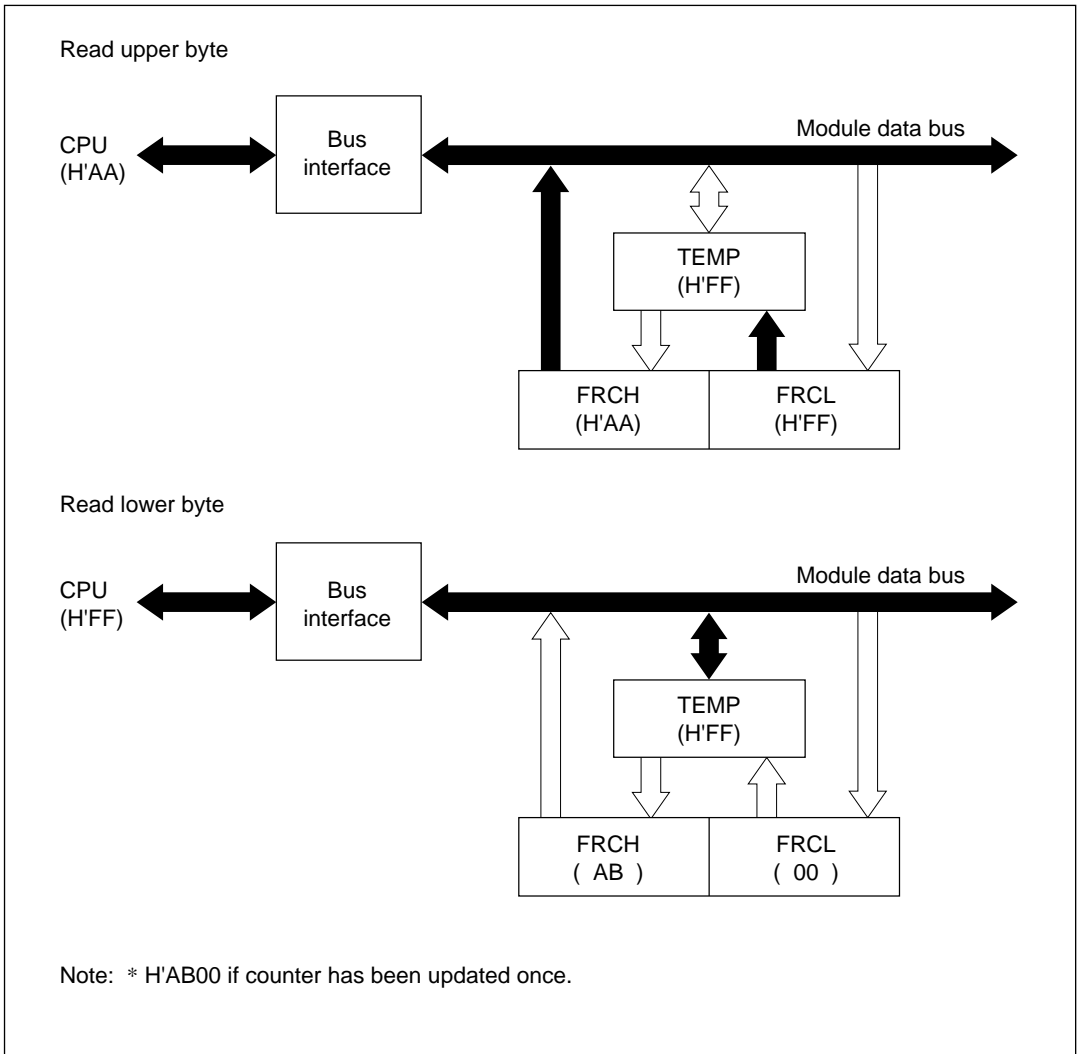 Read upper byte
CPU
(H'AA)
Bus
interface
Module data bus
TEMP
(H'FF)
FRCH
(H'AA)
FRCL
(H'FF)
Read lower byte
CPU
(H'FF)
Bus
interface
Module data bus
TEMP
(H'FF)
FRCH
( AB )
FRCL
( 00 )
Note: * H'AB00 if counter has been updated once.